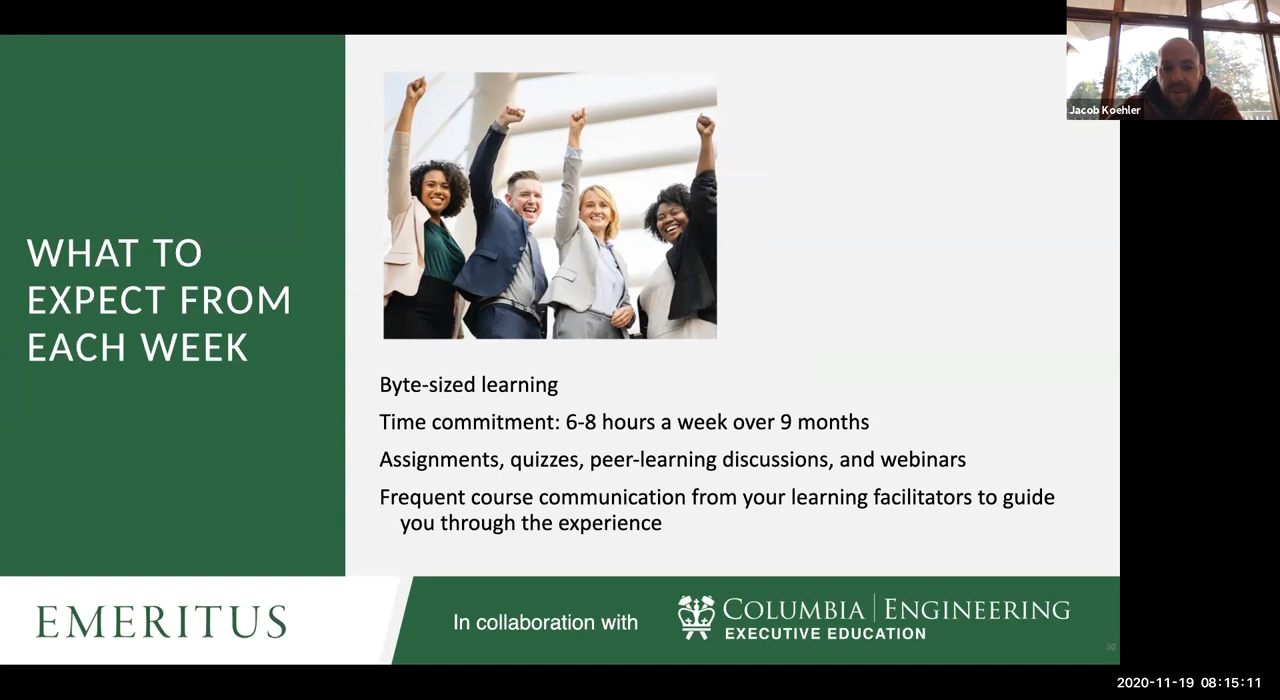 Jacob Koehler
WHAT TO
EXPECT FROM
EACH WEEK
Byte-sized learning
Time commitment: 6-8 hours a week over 9 months
Assignments, quizzes, peer-learning discussions, and webinars
Frequent course communication from your learning facilitators to guide
you through the experience
EMERITUS
In collaboration with
COLUMBIA | ENGINEERING
EXECUTIVE EDUCATION
2020-11-19 08:15:11